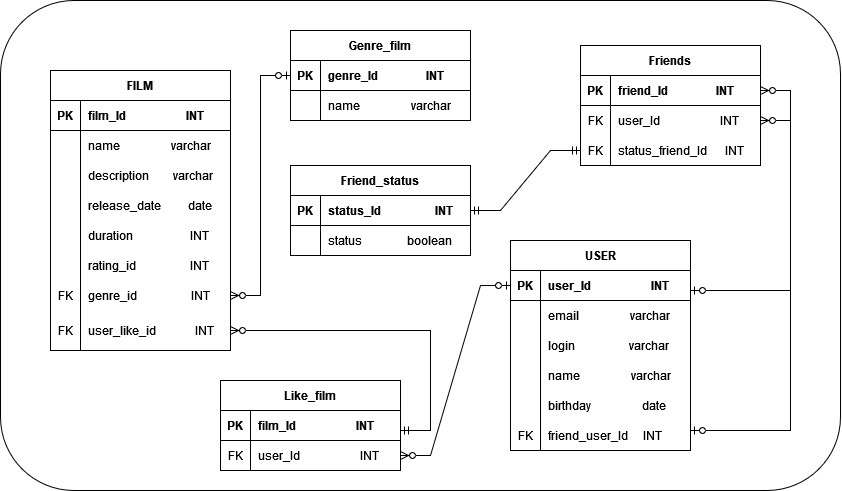 FILM
PK film_Id INT
name varchar
description varchar
release_date date
duration INT
rating_id INT
FK genre_id INT
FK user_like_id INT
Genre_film
PK genre_Id INT
name varchar
Friend_status
PK status_Id INT
status boolean
Friends
PK friend_Id INT
FK user_Id INT
FK status_friend_Id INT
USER
PK user_Id INT
email varchar
login varchar
name varchar
birthday date
FK friend_user_Id INT
Like_film
PK film_Id INT
FK user_Id INT